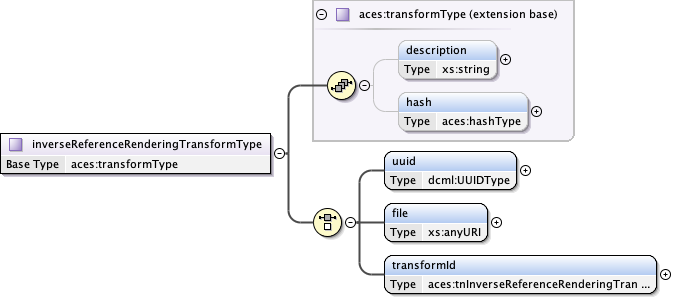 aces:transformType (extension base)
description
Type xs:string
hash
Type aces:hashType
inverseReferenceRenderingTransformType
Base Type aces:transformType
uuid
Type dcml:UUIDType
file
Type xs:anyURI
transformId
Type aces:tnInverseReferenceRenderingTran ...